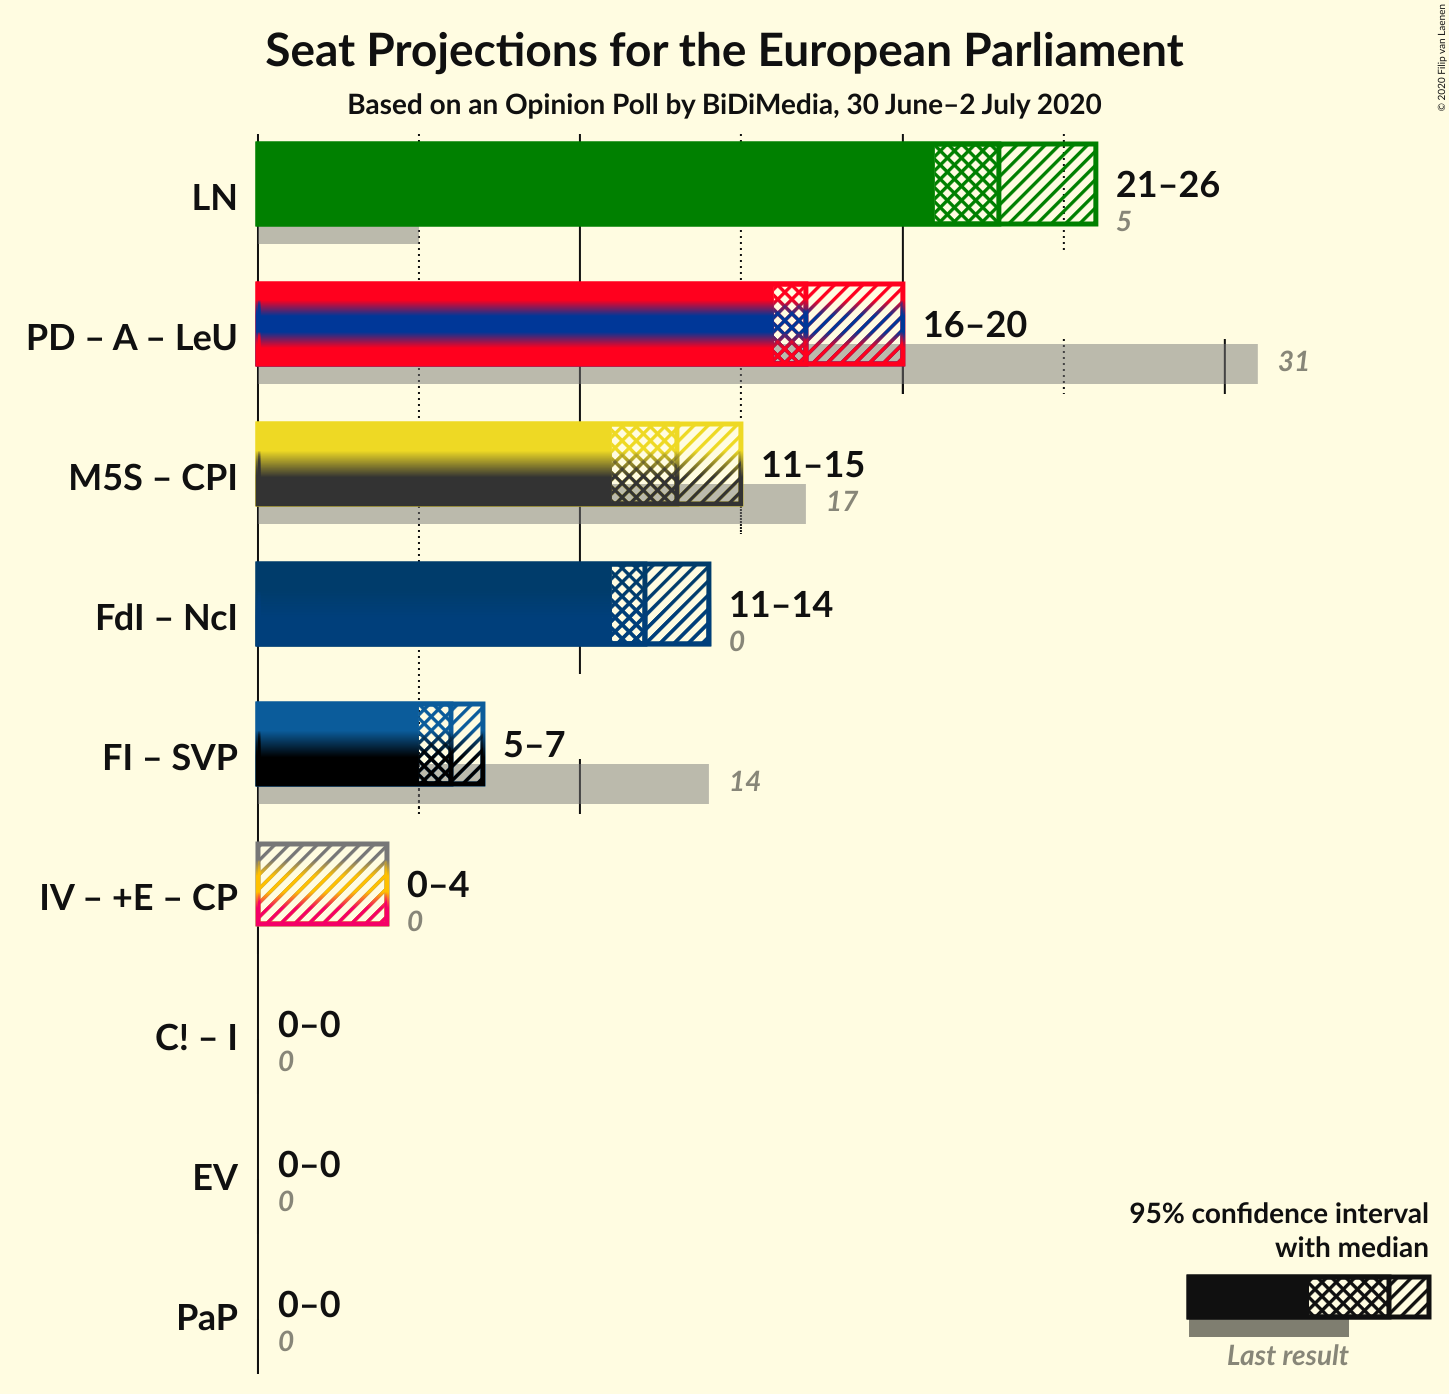 Seat Projections for the European Parliament
Based on an Opinion Poll by BiDiMedia, 30 June–2 July 2020
© 2020 Filip van Laenen
LN
21–26
5
PD – A – LeU
16–20
31
M5S – CPI
11–15
17
FdI – NcI
11–14
0
FI – SVP
5–7
14
IV – +E – CP
0–4
0
C! – I
0–0
0
EV
0–0
0
PaP
0–0
0
95% confidence interval
with median
Last result